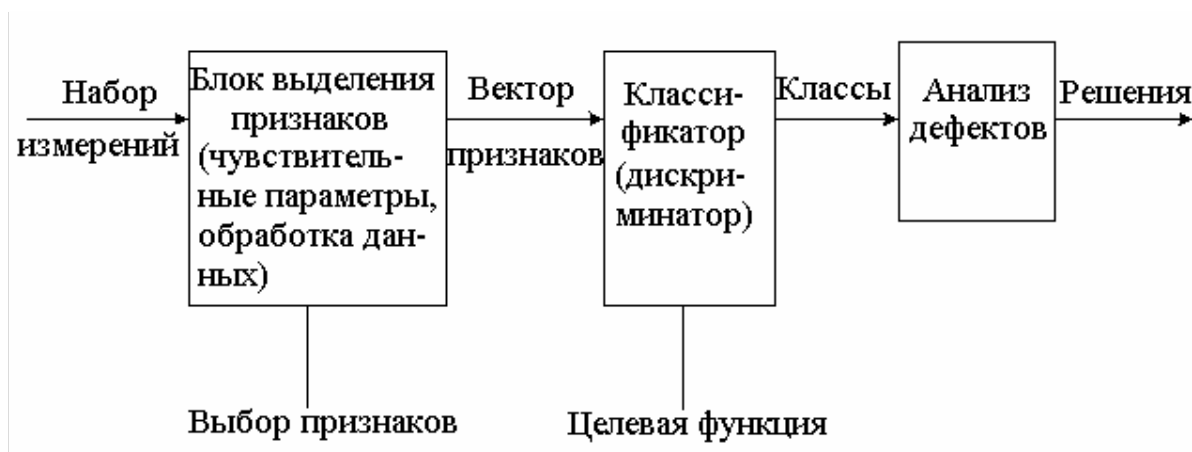 Набор
измерений
Блок выделения
признаков
(чувствитель-
ные параметры,
обработка дан-
ных)
Вектор
признаков
Класси-
фикатор
(дискри-
минатор)
Классы
Анализ
дефектов
Решения
Выбор признаков
Целевая функция